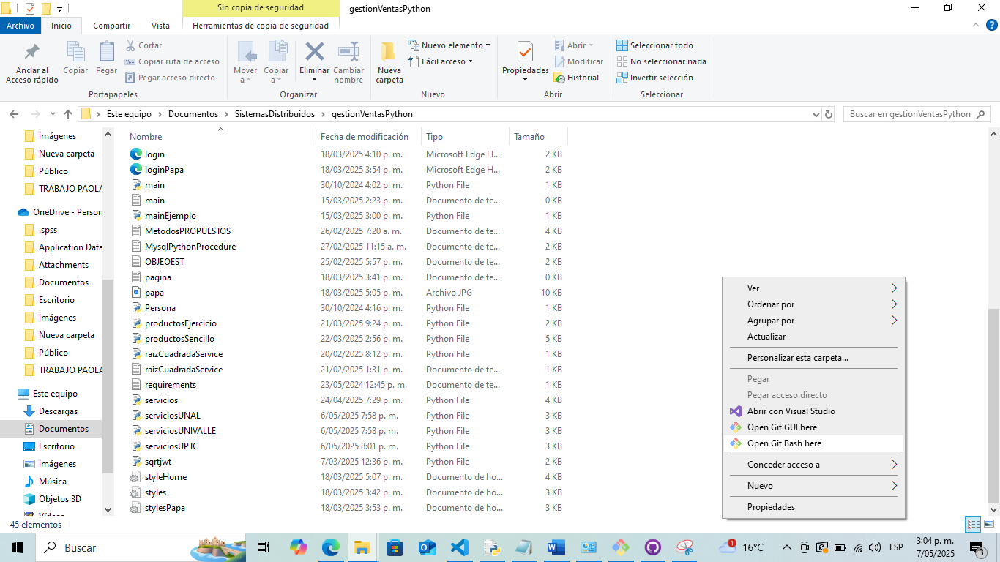 Sin copia de seguridad
gestionVentasPython
Archivo
Inicio
Compartir
Vista
Herramientas de copia de seguridad
Anclar al
Acceso rápido
Copiar
Pegar
Cortar
Copiar ruta de acceso
Pegar acceso directo
Portapapeles
Mover
a
Copiar
a
Eliminar
Cambiar
nombre
Organizar
Nueva
carpeta
Nuevo elemento
Fácil acceso
Nuevo
Propiedades
Abrir
Modificar
Historial
Abrir
Seleccionar todo
No seleccionar nada
Invertir selección
Seleccionar
Este equipo > Documentos > SistemasDistribuidos > gestionVentasPython
Buscar en gestionVentasPython
Imágenes
Nueva carpeta
Público
TRABAJO PAOLA
OneDrive - Person
.spss
Application Data
Attachments
Documentos
Escritorio
Imágenes
Nueva carpeta
Público
TRABAJO PAOLA
Este equipo
Descargas
Documentos
Escritorio
Imágenes
Música
Objetos 3D
Vídeos
Nombre Fecha de modificación Tipo Tamaño
login 18/03/2025 4:10 p. m. Microsoft Edge H... 2 KB
loginPapa 18/03/2025 3:54 p. m. Microsoft Edge H... 2 KB
main 30/10/2024 4:02 p. m. Python File 1 KB
main 15/03/2025 2:23 p. m. Documento de te... 0 KB
mainEjemplo 15/03/2025 3:00 p. m. Python File 1 KB
MetodosPROPUESTOS 26/02/2025 7:20 a. m. Documento de te... 4 KB
MysqlPythonProcedure 27/02/2025 11:15 a. m. Documento de te... 2 KB
OBJEOEST 25/02/2025 5:57 p. m. Documento de te... 2 KB
pagina 18/03/2025 3:41 p. m. Documento de te... 0 KB
papa 18/03/2025 5:05 p. m. Archivo JPG 10 KB
Persona 30/10/2024 4:16 p. m. Python File 1 KB
productosEjercicio 21/03/2025 9:24 p. m. Python File 2 KB
productosSencillo 22/03/2025 2:56 p. m. Python File 5 KB
raizCuadradaService 20/02/2025 8:12 p. m. Python File 1 KB
raizCuadradaService 21/02/2025 1:31 p. m. Documento de te... 1 KB
requirements 23/05/2024 12:45 p. m. Documento de te... 1 KB
servicios 24/04/2025 7:29 p. m. Python File 4 KB
serviciosUNAL 6/05/2025 7:58 p. m. Python File 3 KB
serviciosUNIVALLE 6/05/2025 7:58 p. m. Python File 3 KB
serviciosUPTC 6/05/2025 8:01 p. m. Python File 3 KB
sqrtjwt 7/03/2025 12:36 p. m. Python File 2 KB
styleHome 18/03/2025 5:07 p. m. Documento de ho... 4 KB
styles 18/03/2025 3:42 p. m. Documento de ho... 3 KB
stylesPapa 18/03/2025 3:53 p. m. Documento de ho... 3 KB
Ver
Ordenar por
Agrupar por
Actualizar
Personalizar esta carpeta...
Pegar
Pegar acceso directo
Abrir con Visual Studio
Open Git GUI here
Open Git Bash here
Conceder acceso a
Nuevo
Propiedades
45 elementos
Buscar
1
16°C
ESP
3:04 p. m.
7/05/2025
3